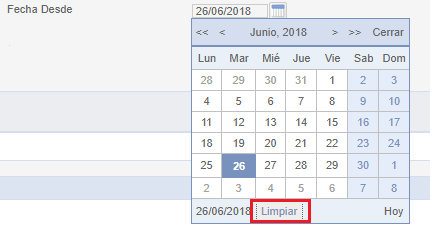 Fecha Desde 26/06/2018
<< < Junio, 2018 > >> Cerrar
Lun Mar Mié Jue Vie Sab Dom
28 29 30 31 1 2 3
4 5 6 7 8 9 10
11 12 13 14 15 16 17
18 19 20 21 22 23 24
25 26 27 28 29 30 1
2 3 4 5 6 7 8
26/06/2018 Limpiar Hoy